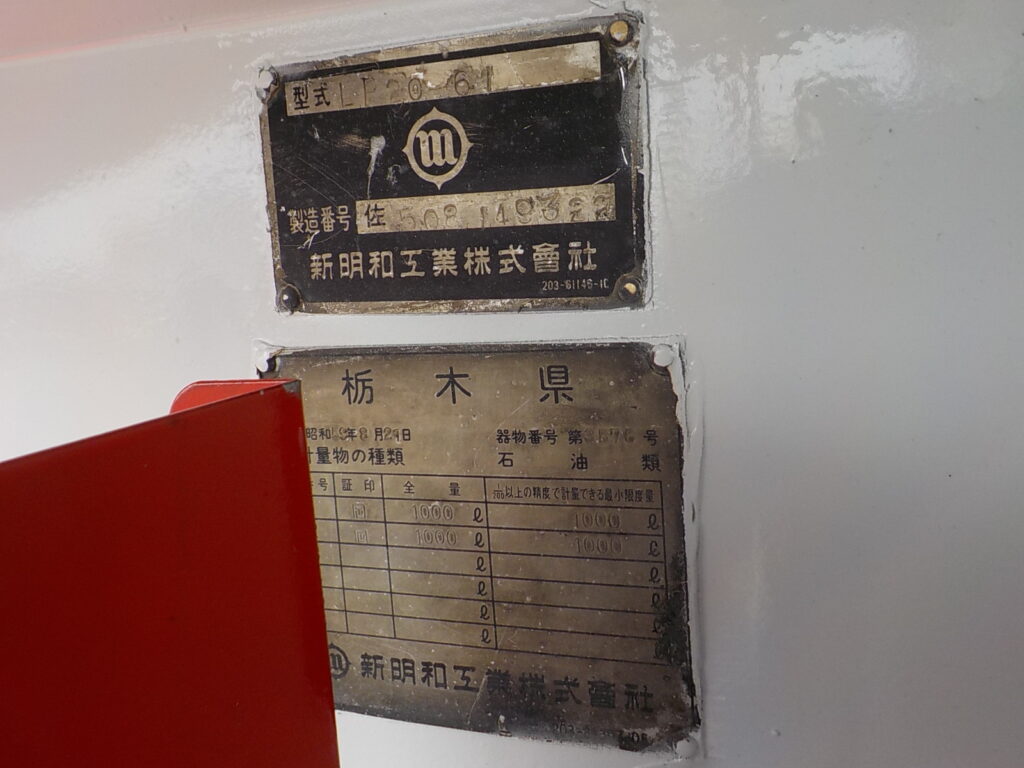 型式 LP20-61
製造番号 佐
新明和工業株式會社
203-61146-1C
栃木県
昭和 年8月2 日 器物番号 第 号
計量物の種類 石油類
号 証印 全量 以上の精度で計量できる最小限度量
1000 ℓ 1000 ℓ
1000 ℓ 1000 ℓ
ℓ ℓ
ℓ ℓ
ℓ ℓ
ℓ
新明和工業株式會社